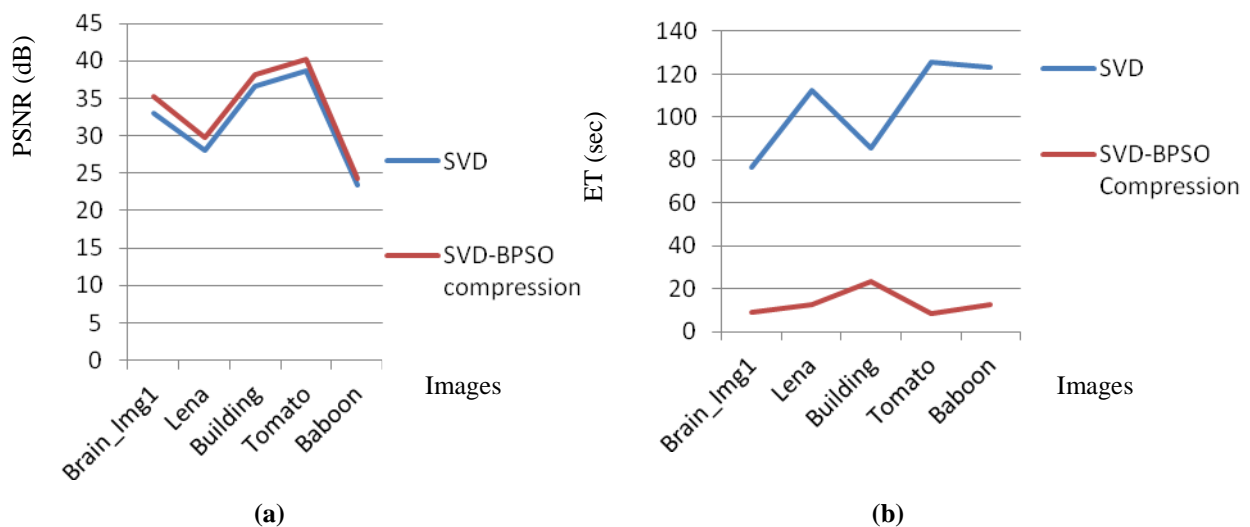 PSNR (dB)
45
40
35
30
25
20
15
10
5
0
Brain_Img1
Lena
Building
Tomato
Baboon
Images
SVD
SVD-BPSO
compression
(a)
ET (sec)
140
120
100
80
60
40
20
0
Brain_Img1
Lena
Building
Tomato
Baboon
Images
SVD
SVD-BPSO
Compression
(b)